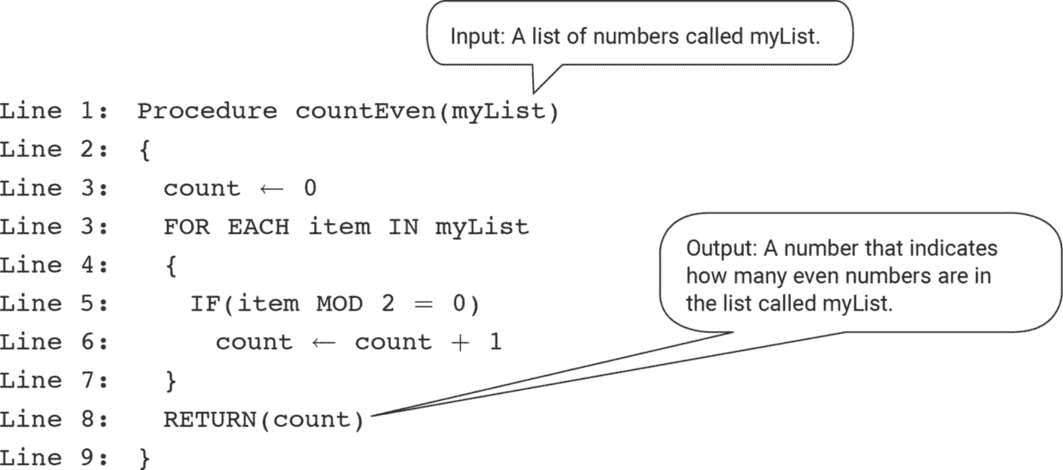 Input: A list of numbers called myList.
Line 1: Procedure countEven(myList)
Line 2: {
Line 3: count ← 0
Line 3: FOR EACH item IN myList
Line 4: {
Line 5: IF(item MOD 2 = 0)
Line 6: count ← count + 1
Line 7: }
Line 8: RETURN(count)
Line 9: }
Output: A number that indicates
how many even numbers are in
the list called myList.